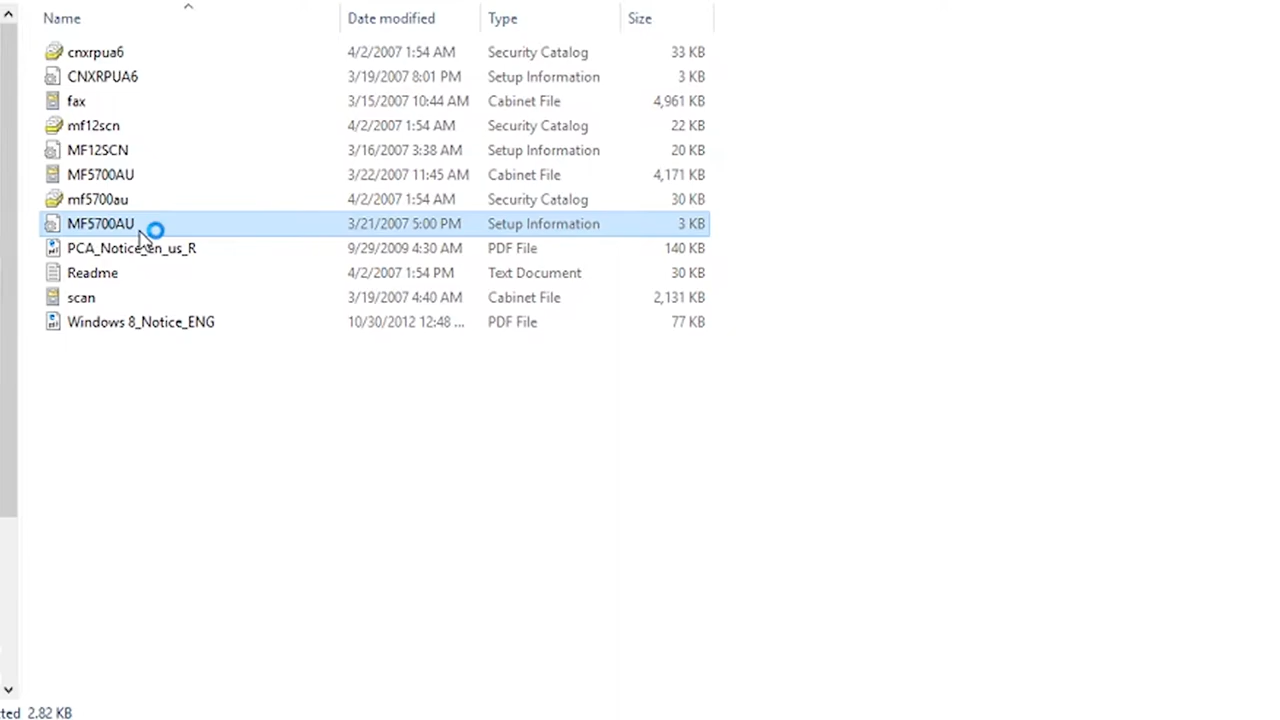 Name Date modified Type Size
cnxrpua6 4/2/2007 1:54 AM Security Catalog 33 KB
CNXRPUA6 3/19/2007 8:01 PM Setup Information 3 KB
fax 3/15/2007 10:44 AM Cabinet File 4,961 KB
mf12scn 4/2/2007 1:54 AM Security Catalog 22 KB
MF12SCN 3/16/2007 3:38 AM Setup Information 20 KB
MF5700AU 3/22/2007 11:45 AM Cabinet File 4,171 KB
mf5700au 4/2/2007 1:54 AM Security Catalog 30 KB
MF5700AU 3/21/2007 5:00 PM Setup Information 3 KB
PCA_Notice_en_us_R 9/29/2009 4:30 AM PDF File 140 KB
Readme 4/2/2007 1:54 PM Text Document 30 KB
scan 3/19/2007 4:40 AM Cabinet File 2,131 KB
Windows 8_Notice_ENG 10/30/2012 12:48 ... PDF File 77 KB
cted 2.82 KB